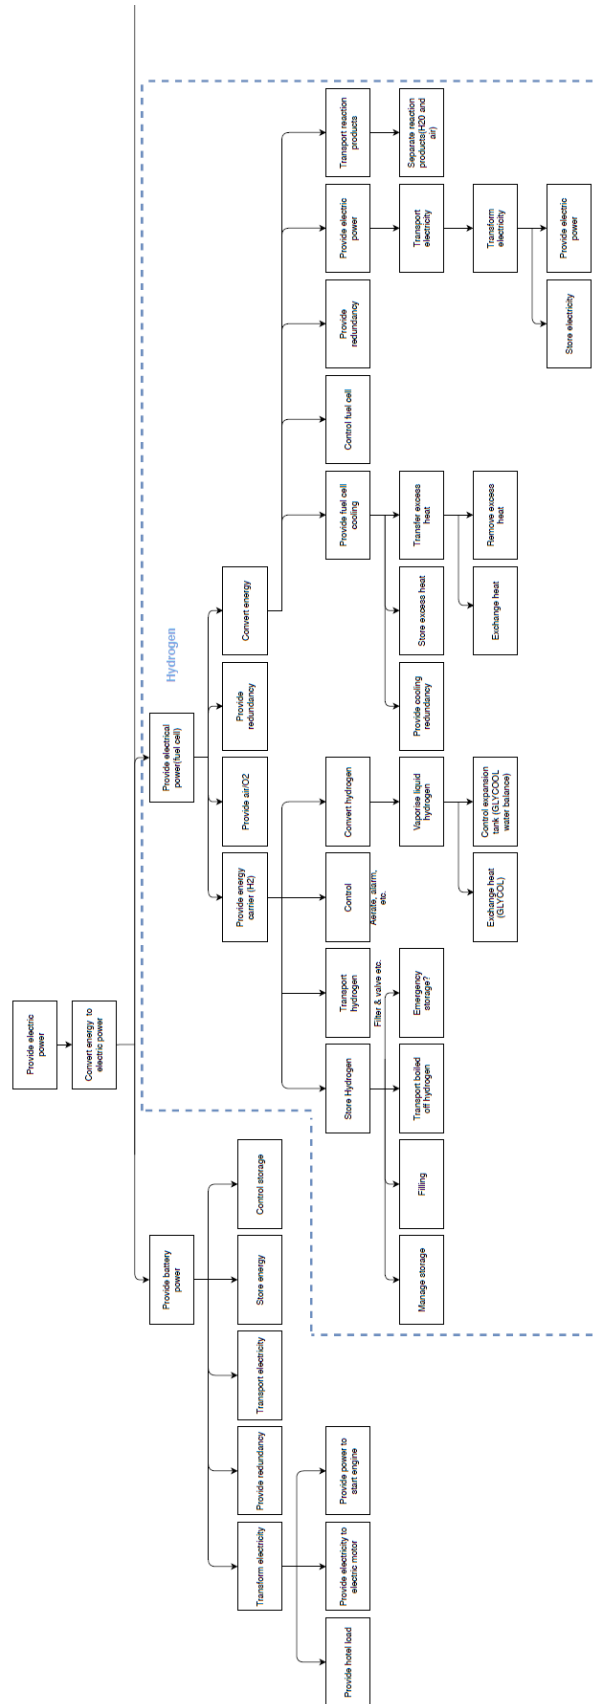 Provide electric
power
Convert energy to
electric power
Provide battery
power
Provide electrical
power(fuel cell)
Hydrogen
Transform electricity
Provide redundancy
Transport electricity
Store energy
Control storage
Provide energy
carrier (H2)
Provide air/O2
Provide
redundancy
Convert energy
Provide hotel load
Provide electricity to
electric motor
Provide power to
start engine
Store Hydrogen
Transport
hydrogen
Filter & valve etc.
Control
Aerate, alarm,
etc.
Convert hydrogen
Provide fuel cell
cooling
Control fuel cell
Provide
redundancy
Provide electric
power
Transport reaction
products
Manage storage
Filling
Transport boiled
off hydrogen
Emergency
storage?
Vaporise liquid
hydrogen
Provide cooling
redundancy
Store excess heat
Transfer excess
heat
Transport
electricity
Separate reaction
products(H20 and
air)
Exchange heat
(GLYCOL)
Control expansion
tank (GLYCOOL
water balance)
Exchange heat
Remove excess
heat
Transform
electricity
Store electricity
Provide electric
power